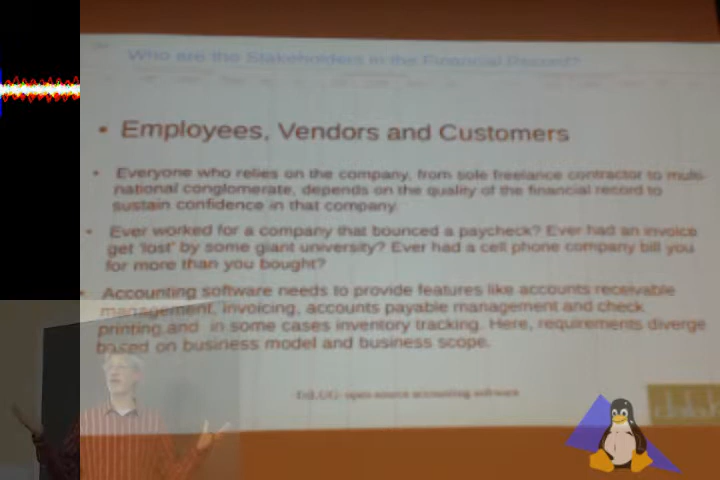 Who are the Stakeholders in the Financial Record?
• Employees, Vendors and Customers
• Everyone who relies on the company, from sole freelance contractor to multi-
national conglomerate, depends on the quality of the financial record to
sustain confidence in that company.
• Ever worked for a company that bounced a paycheck? Ever had an invoice
get 'lost' by some giant university? Ever had a cell phone company bill you
for more than you bought?
• Accounting software needs to provide features like accounts receivable
management, invoicing, accounts payable management and check
printing and in some cases inventory tracking. Here, requirements diverge
based on business model and business scope.
open source accounting software